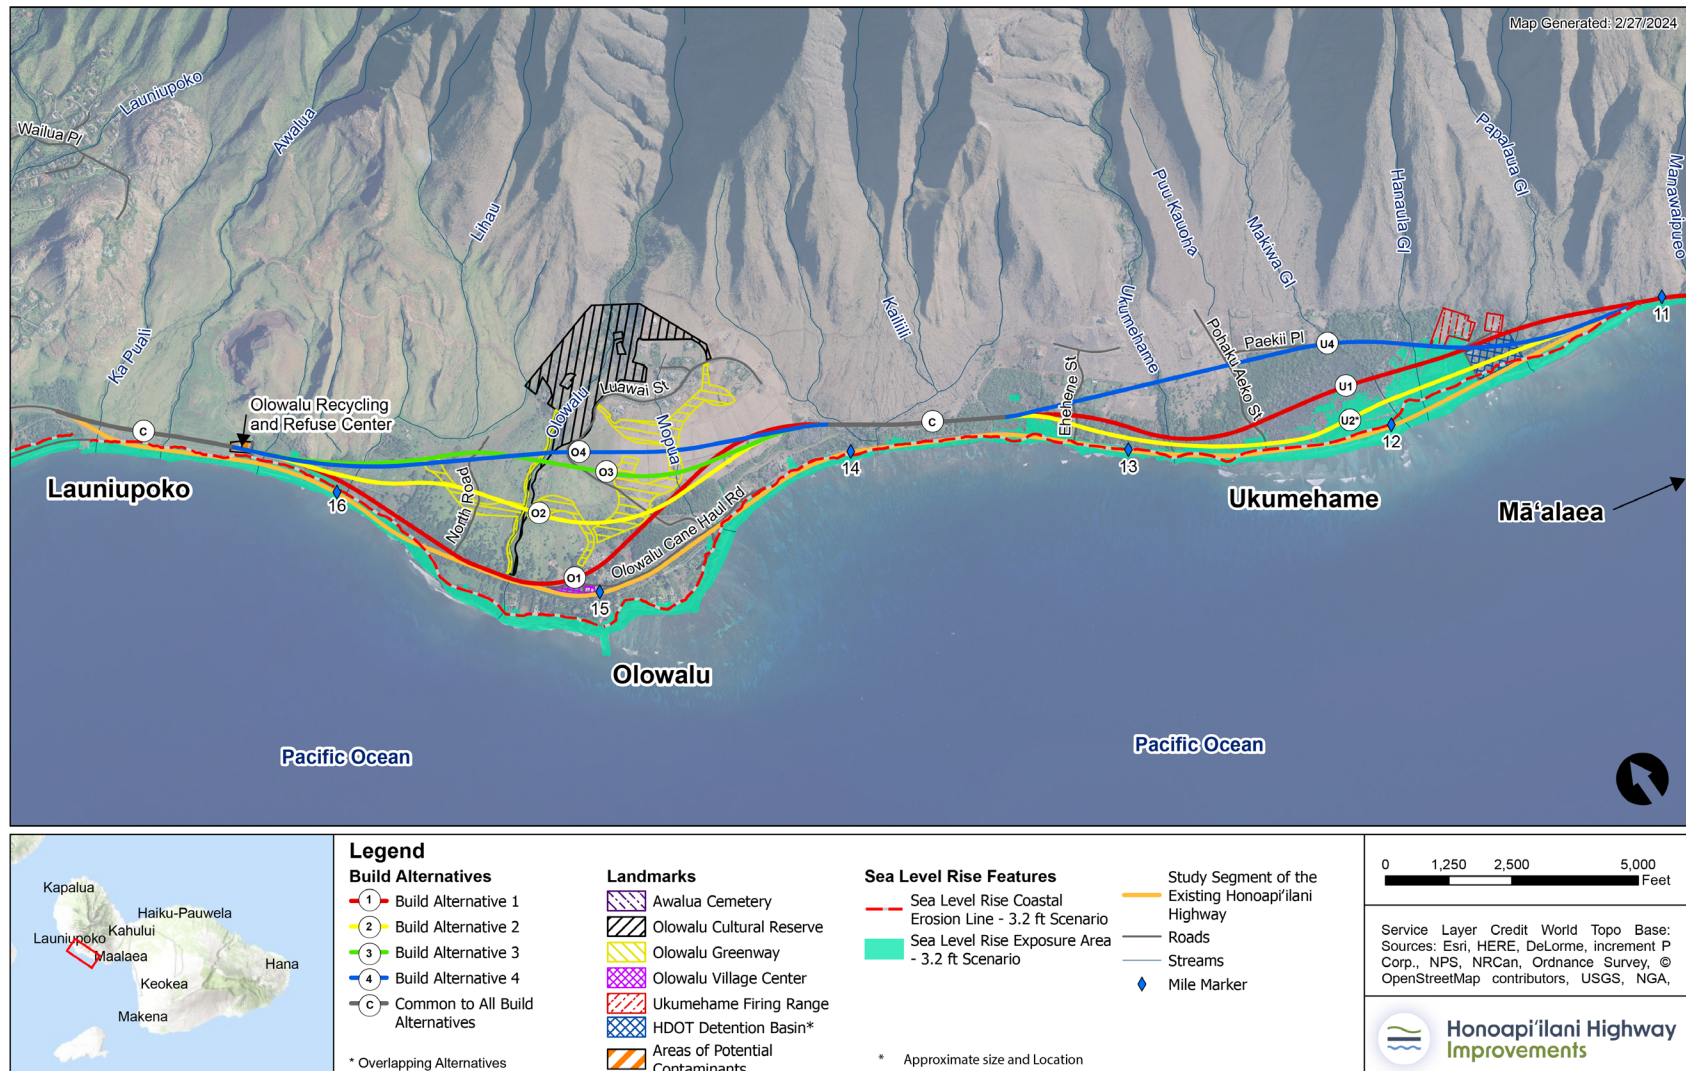 Map Generated: 2/27/2024
Launiupoko
Wailua Pl
Awalua
Lihau
Ka Puali
Olowalu Recycling
and Refuse Center
C
Launiupoko
16
North Road
Olowalu
Luawai St
Mopua
O4
O3
O2
O1
Olowalu Cane Haul Rd
15
Olowalu
Kailiili
C
14
Ehehene St
Ukumehame
13
Puu Kauoha
Makiwa Gl
Pohaku Aeko St
Paekii Pl
U4
U1
U2*
12
Hanaula Gl
Papalaua Gl
Manawaipueo
11
Ukumehame
Māʻalaea
Pacific Ocean
Pacific Ocean
Kapalua
Haiku-Pauwela
Kahului
Launiupoko
Maalaea
Hana
Keokea
Makena
Legend
Build Alternatives
1 Build Alternative 1
2 Build Alternative 2
3 Build Alternative 3
4 Build Alternative 4
C Common to All Build
Alternatives
* Overlapping Alternatives
Landmarks
Awalua Cemetery
Olowalu Cultural Reserve
Olowalu Greenway
Olowalu Village Center
Ukumehame Firing Range
HDOT Detention Basin*
Areas of Potential
Contaminants
Sea Level Rise Features
Sea Level Rise Coastal
Erosion Line - 3.2 ft Scenario
Sea Level Rise Exposure Area
- 3.2 ft Scenario
* Approximate size and Location
Study Segment of the
Existing Honoapiʻilani
Highway
Roads
Streams
Mile Marker
0 1,250 2,500 5,000
Feet
Service Layer Credit World Topo Base:
Sources: Esri, HERE, DeLorme, increment P
Corp., NPS, NRCan, Ordnance Survey, ©
OpenStreetMap contributors, USGS, NGA,
Honoapiʻilani Highway
Improvements